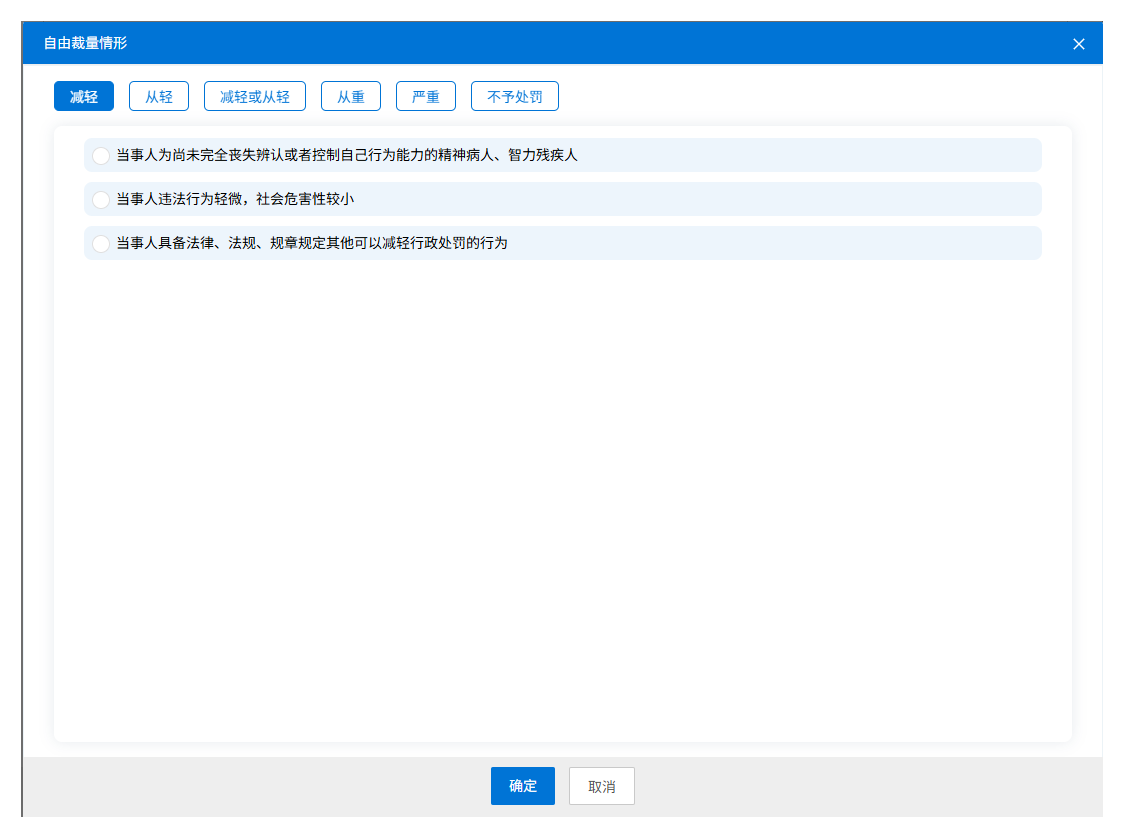 自由裁量情形
减轻 从轻 减轻或从轻 从重 严重 不予处罚
当事人为尚未完全丧失辨认或者控制自己行为能力的精神病人、智力残疾人
当事人违法行为轻微，社会危害性较小
当事人具备法律、法规、规章规定其他可以减轻行政处罚的行为
确定 取消